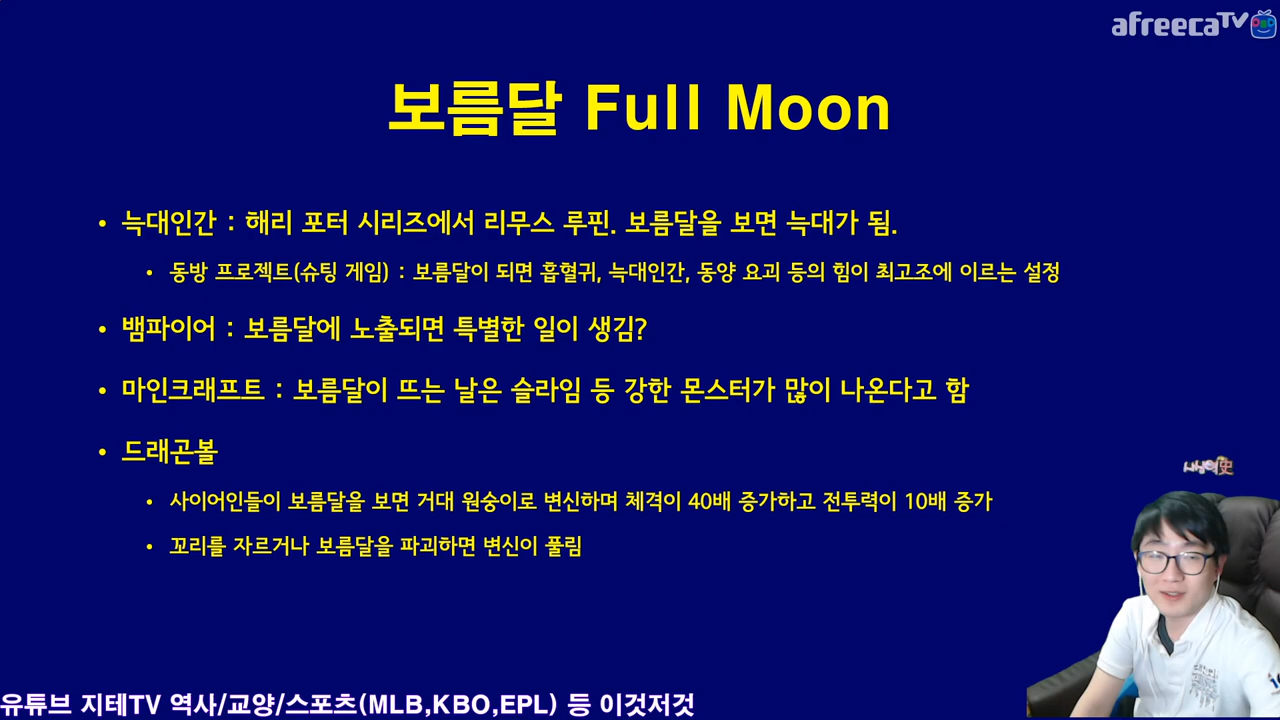 afreecaTV
보름달 Full Moon
• 늑대인간 : 해리 포터 시리즈에서 리무스 루핀. 보름달을 보면 늑대가 됨.
• 동방 프로젝트(슈팅 게임) : 보름달이 되면 흡혈귀, 늑대인간, 동양 요괴 등의 힘이 최고조에 이르는 설정
• 뱀파이어 : 보름달에 노출되면 특별한 일이 생김?
• 마인크래프트 : 보름달이 뜨는 날은 슬라임 등 강한 몬스터가 많이 나온다고 함
• 드래곤볼
• 사이어인들이 보름달을 보면 거대 원숭이로 변신하며 체격이 40배 증가하고 전투력이 10배 증가
• 꼬리를 자르거나 보름달을 파괴하면 변신이 풀림
유튜브 지테TV 역사/교양/스포츠(MLB,KBO,EPL) 등 이것저것